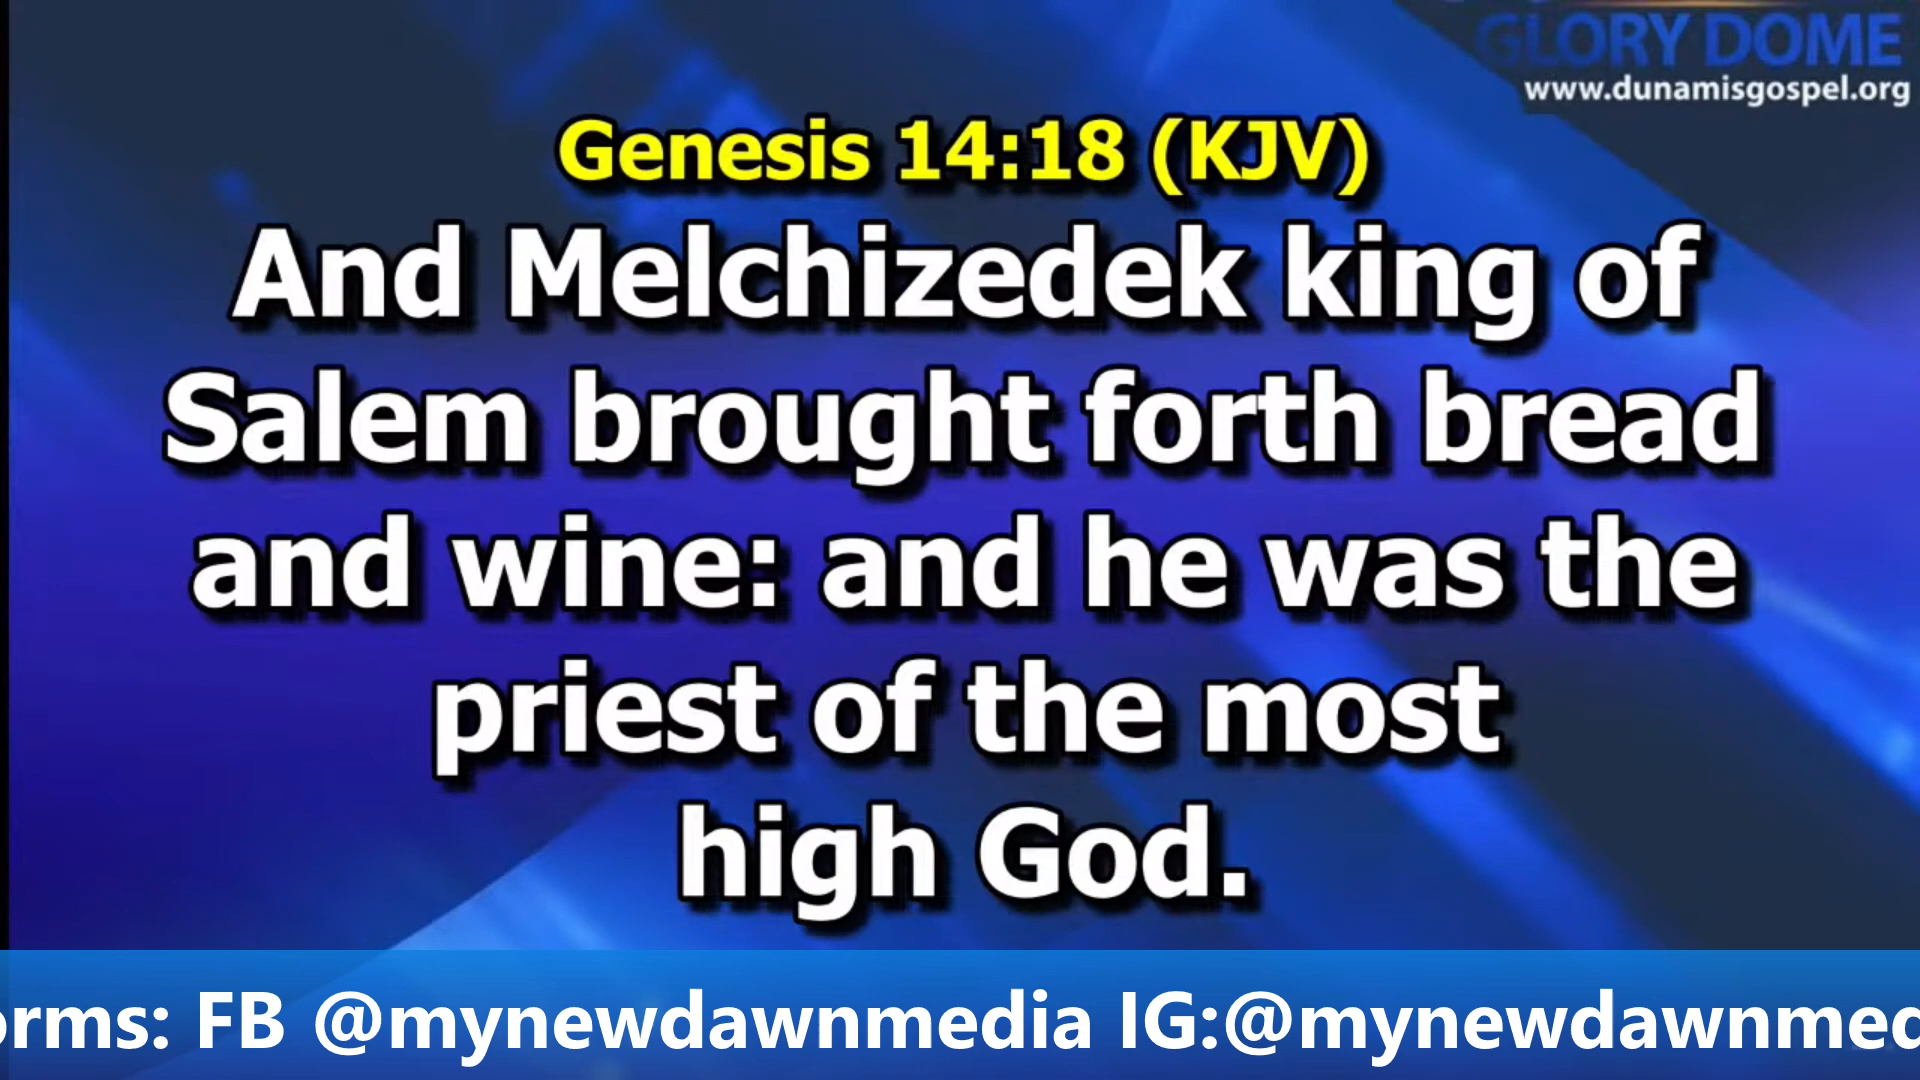 GLORY DOME
www.dunamisgospel.org
Genesis 14:18 (KJV)
And Melchizedek king of
Salem brought forth bread
and wine: and he was the
priest of the most
high God.
orms: FB @mynewdawnmedia IG:@mynewdawnmed